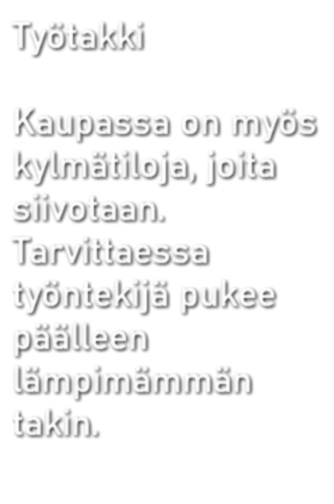 Työtakki
Kaupassa on myös
kylmätiloja, joita
siivotaan.
Tarvittaessa
työntekijä pukee
päälleen
lämpimämmän
takin.